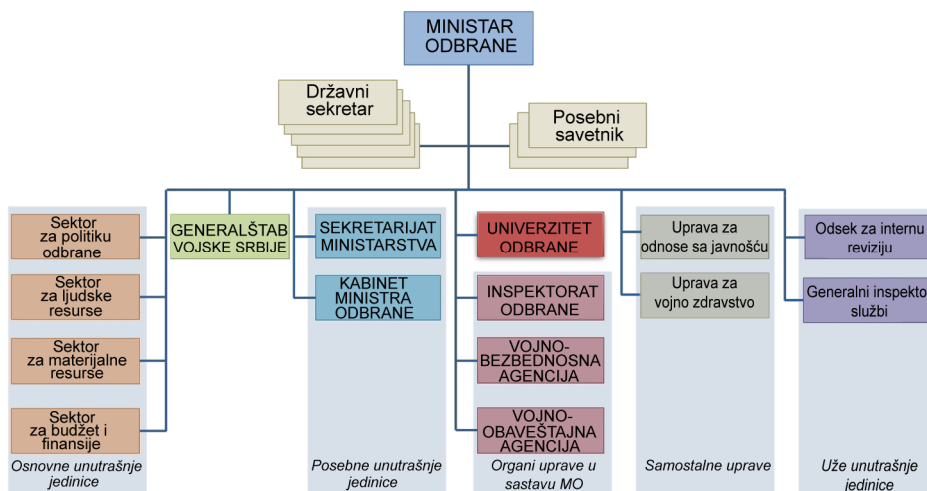 MINISTAR
ODBRANE
Državni
sekretar
Posebni
savetnik
Sektor
za politiku
odbrane
Sektor
za ljudske
resurse
Sektor
za materijalne
resurse
Sektor
za budžet i
finansije
Osnovne unutrašnje
jedinice
GENERALŠTAB
VOJSKE SRBIJE
SEKRETARIJAT
MINISTARSTVA
KABINET
MINISTRA
ODBRANE
Posebne unutrašnje
jedinice
UNIVERZITET
ODBRANE
INSPEKTORAT
ODBRANE
VOJNO-
BEZBEDNOSNA
AGENCIJA
VOJNO-
OBAVEŠTAJNA
AGENCIJA
Organi uprave u
sastavu MO
Uprava za
odnose sa javnošću
Uprava za
vojno zdravstvo
Samostalne uprave
Odsek za internu
reviziju
Generalni inspekto
službi
Uže unutrašnje
jedinice